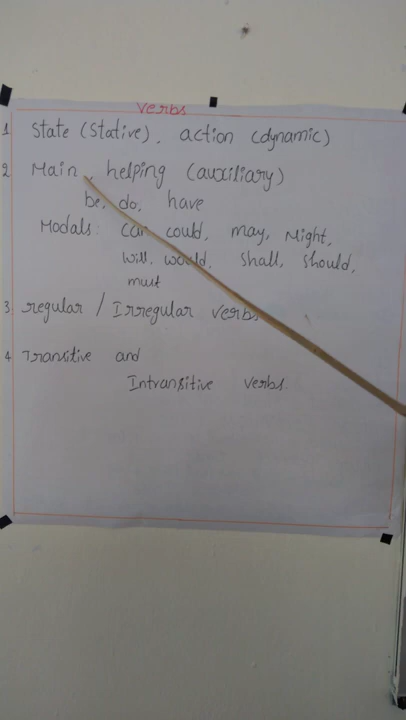 Verbs
1 State (Stative), action (dynamic)
2 Main, helping (auxiliary)
be, do, have
Modals: can could, may, Might,
will, would, shall, should,
must
3 regular / Irregular verbs
4 Transitive and
Intransitive verbs.